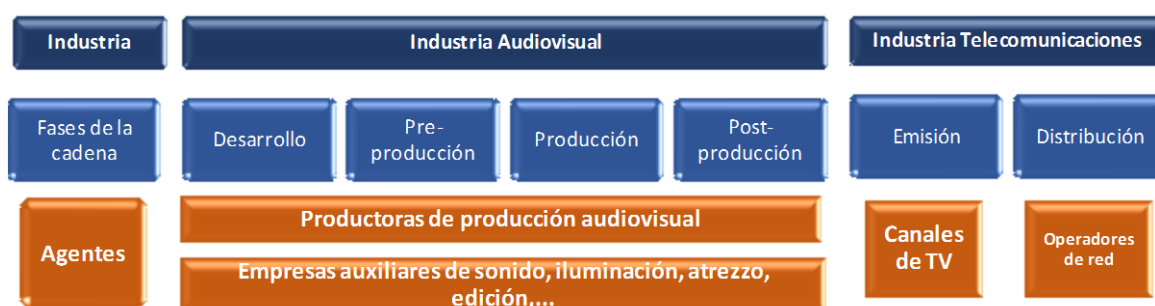 Industria
Industria Audiovisual
Industria Telecomunicaciones
Fases de la
cadena
Desarrollo
Pre-
producción
Producción
Post-
producción
Emisión
Distribución
Agentes
Productoras de producción audiovisual
Empresas auxiliares de sonido, iluminación, atrezzo,
edición,...
Canales
de TV
Operadores
de red